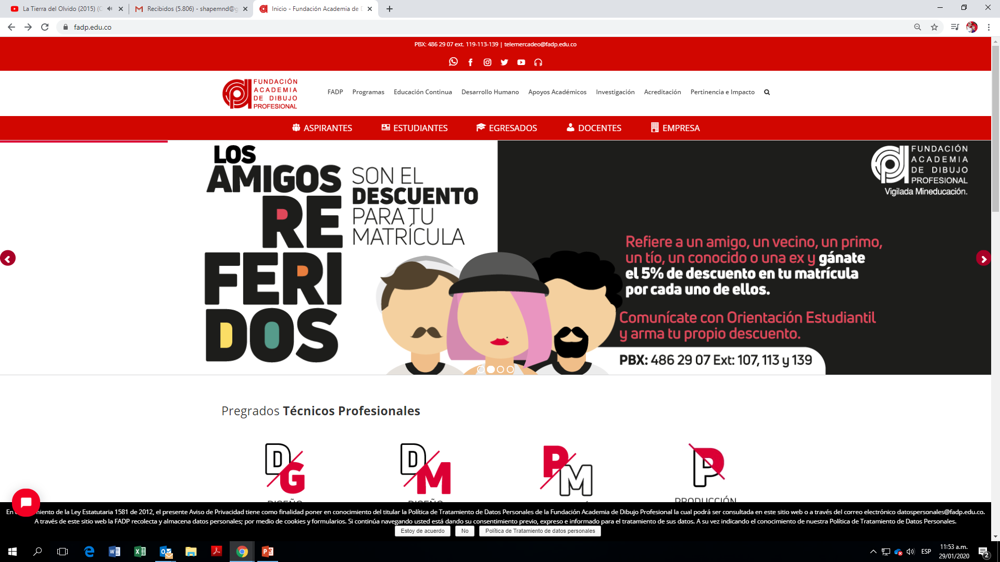 La Tierra del Olvido (2015) (C
Recibidos (5.806) - shapemnd@g
Inicio - Fundación Academia de D
fadp.edu.co
PBX: 486 29 07 ext. 119-113-139 | telemercadeo@fadp.edu.co
FUNDACIÓN
ACADEMIA
DE DIBUJO
PROFESIONAL
FADP Programas Educación Continua Desarrollo Humano Apoyos Académicos Investigación Acreditación Pertinencia e Impacto
ASPIRANTES ESTUDIANTES EGRESADOS DOCENTES EMPRESA
LOS
AMIGOS
RE
FERI
DOS
SON EL
DESCUENTO
PARA TU
MATRÍCULA
FUNDACIÓN
ACADEMIA
DE DIBUJO
PROFESIONAL
Vigilada Mineducación.
Refiere a un amigo, un vecino, un primo,
un tío, un conocido o una ex y gánate
el 5% de descuento en tu matrícula
por cada uno de ellos.
Comunícate con Orientación Estudiantil
y arma tu propio descuento.
PBX: 486 29 07 Ext: 107, 113 y 139
Pregrados Técnicos Profesionales
DG DM PM P
DISEÑO DISEÑO PRODUCCIÓN
En miento de la Ley Estatutaria 1581 de 2012, el presente Aviso de Privacidad tiene como finalidad poner en conocimiento del titular la Política de Tratamiento de Datos Personales de la Fundación Academia de Dibujo Profesional la cual podrá ser consultada en este sitio web o a través del correo electrónico datospersonales@fadp.edu.co.
A través de este sitio web la FADP recolecta y almacena datos personales; por medio de cookies y formularios. Si continúa navegando usted está dando su consentimiento previo, expreso e informado para el tratamiento de sus datos. A su vez indicando el conocimiento de nuestra Política de Tratamiento de Datos Personales.
Estoy de acuerdo No Política de Tratamiento de datos personales
ESP
11:53 a.m.
29/01/2020
2